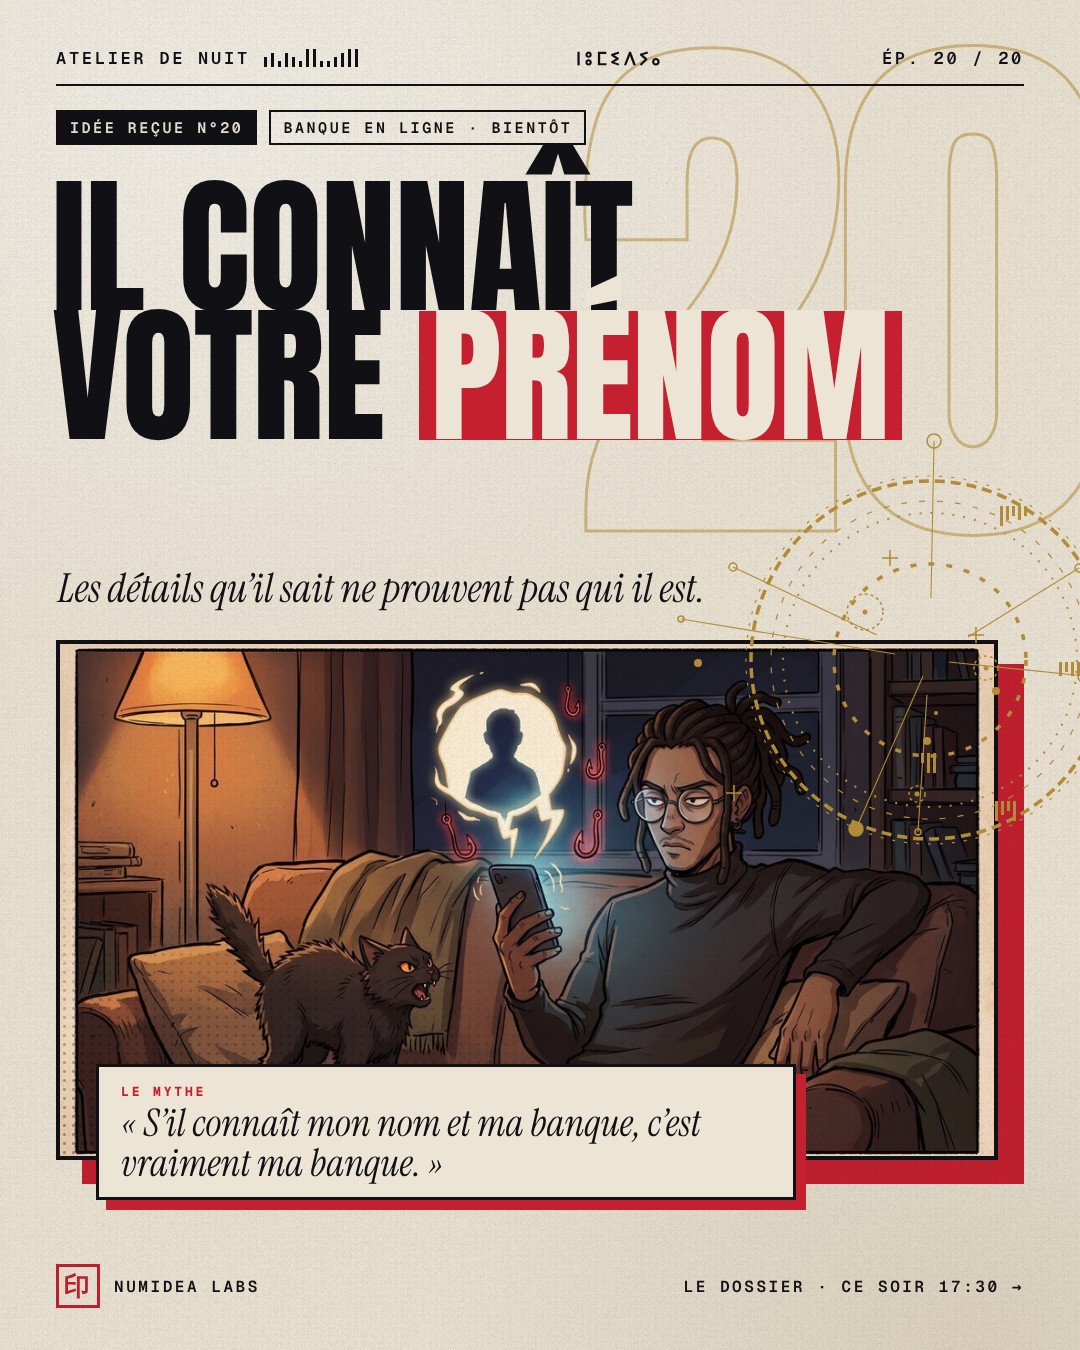 ATELIER DE NUIT
ⵏⵓⵎⵉⴷⵢⴰ
ÉP. 20 / 20
20
IDÉE REÇUE N°20
BANQUE EN LIGNE · BIENTÔT
IL CONNAÎT
VOTRE PRÉNOM
Les détails qu’il sait ne prouvent pas qui il est.
LE MYTHE
« S’il connaît mon nom et ma banque, c’est
vraiment ma banque. »
印 NUMIDEA LABS
LE DOSSIER · CE SOIR 17:30 →